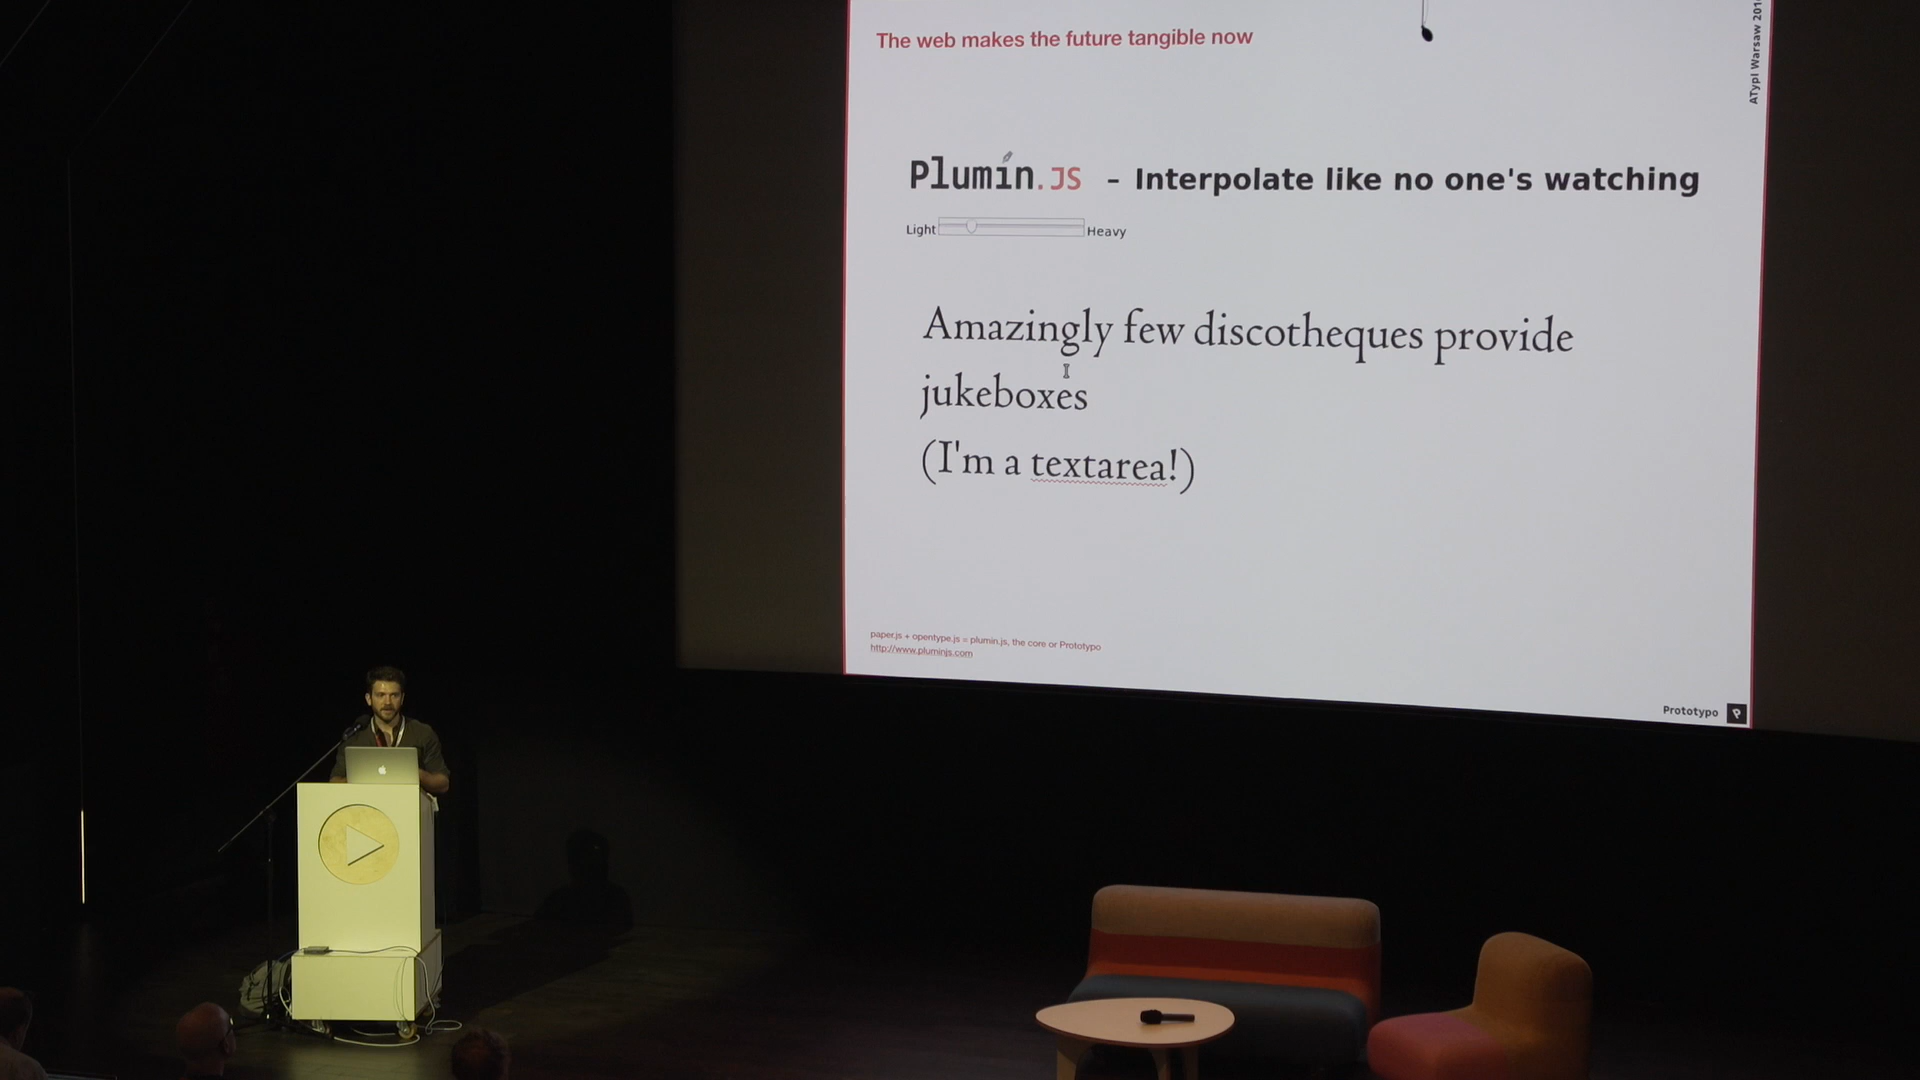 The web makes the future tangible now
ATypI Warsaw 201
Plumin.JS - Interpolate like no one's watching
Light Heavy
Amazingly few discotheques provide
jukeboxes
(I'm a textarea!)
paper.js + opentype.js = plumin.js, the core or Prototypo
http://www.pluminjs.com
Prototypo